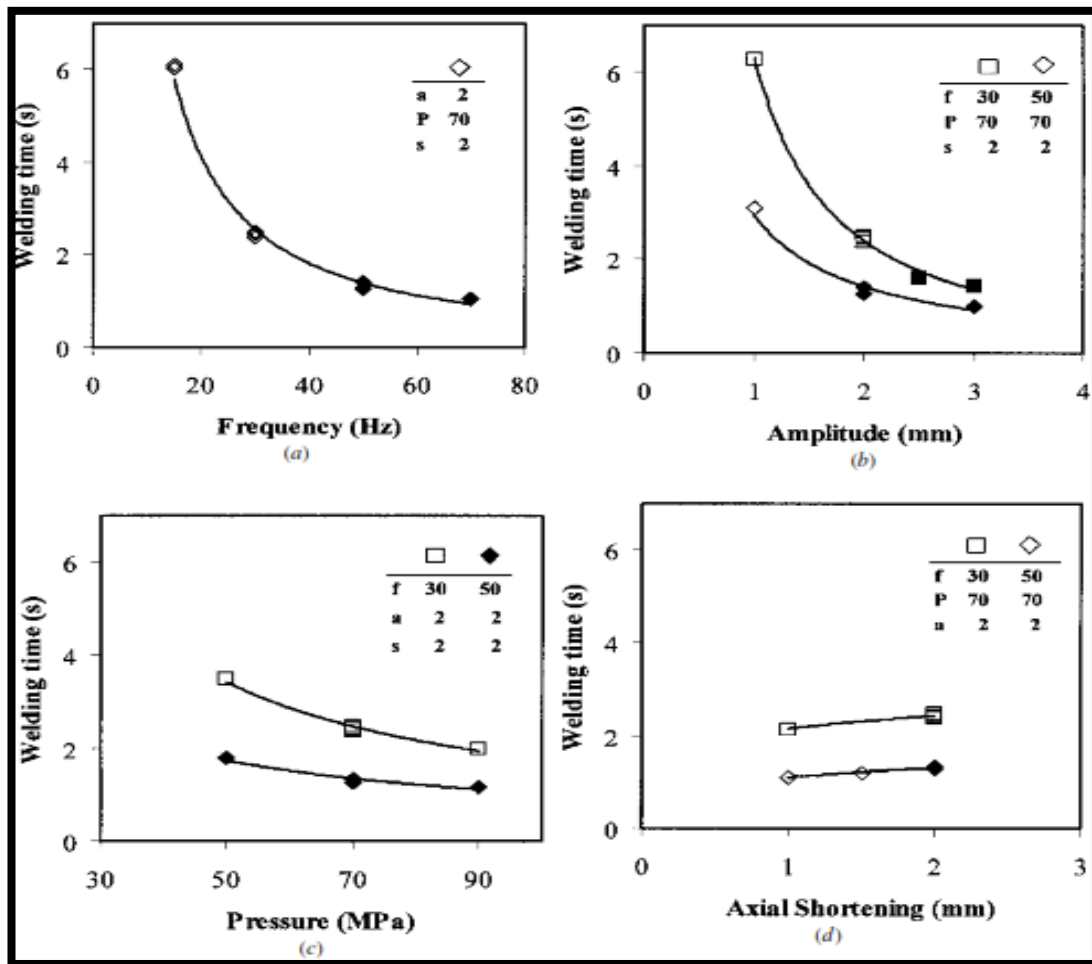 Welding time (s)
6
4
2
0
0 20 40 60 80
Frequency (Hz)
(a)
a 2
P 70
s 2
Welding time (s)
6
4
2
0
0 1 2 3 4
Amplitude (mm)
(b)
f 30 50
P 70 70
s 2 2
Welding time (s)
6
4
2
0
30 50 70 90
Pressure (MPa)
(c)
f 30 50
a 2 2
s 2 2
Welding time (s)
6
4
2
0
0 1 2 3
Axial Shortening (mm)
(d)
f 30 50
P 70 70
a 2 2